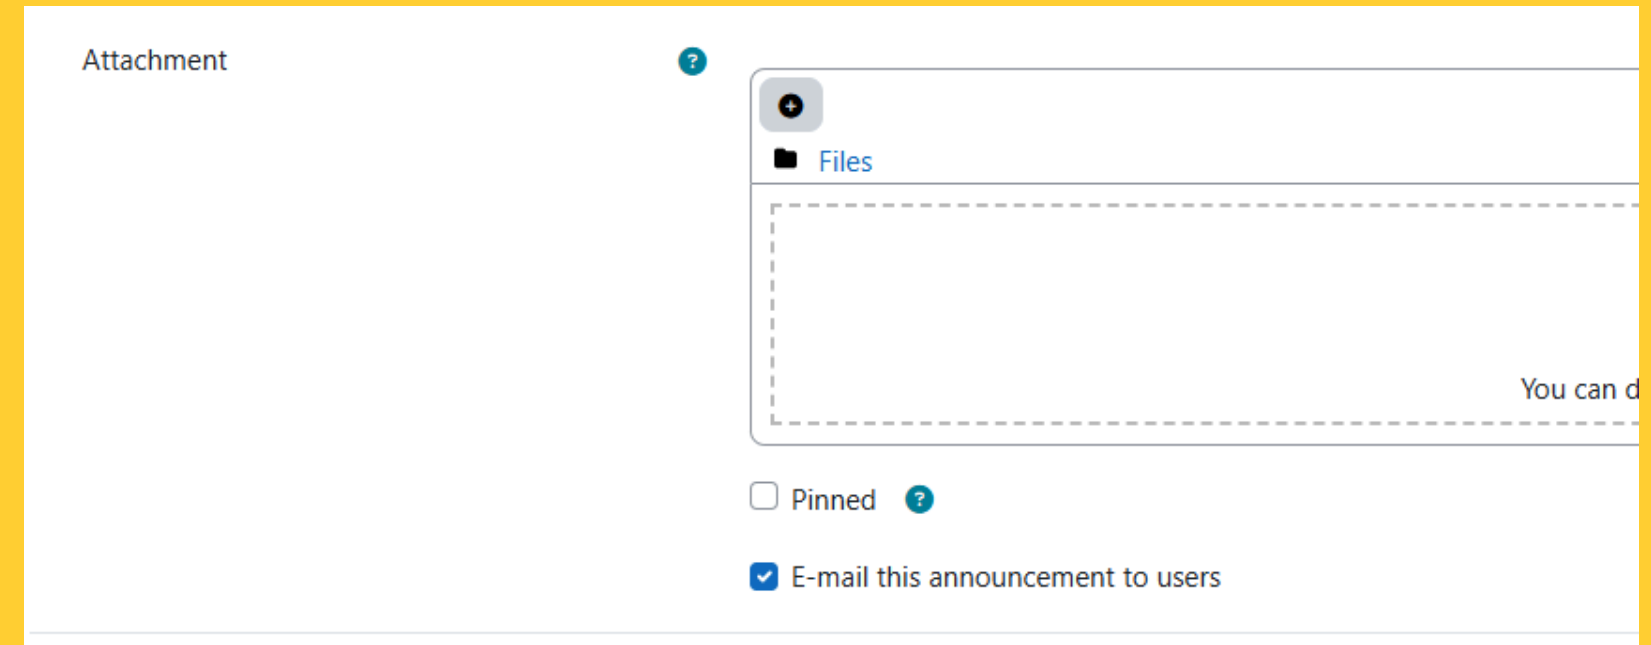 Attachment
Files
You can d
Pinned
E-mail this announcement to users